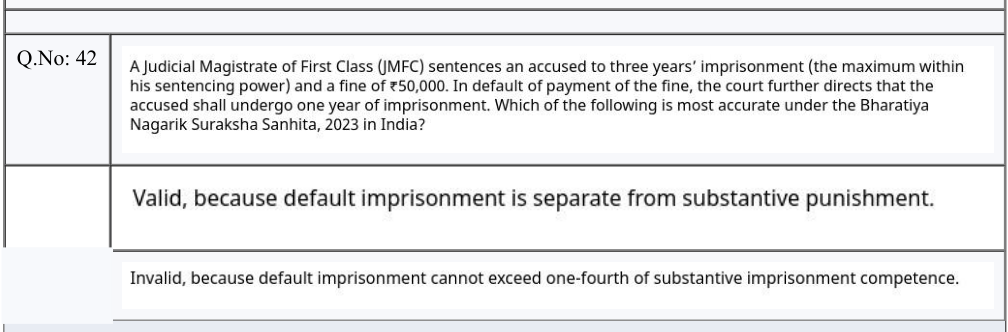 Q.No: 42
A Judicial Magistrate of First Class (JMFC) sentences an accused to three years’ imprisonment (the maximum within
his sentencing power) and a fine of ₹50,000. In default of payment of the fine, the court further directs that the
accused shall undergo one year of imprisonment. Which of the following is most accurate under the Bharatiya
Nagarik Suraksha Sanhita, 2023 in India?
Valid, because default imprisonment is separate from substantive punishment.
Invalid, because default imprisonment cannot exceed one-fourth of substantive imprisonment competence.